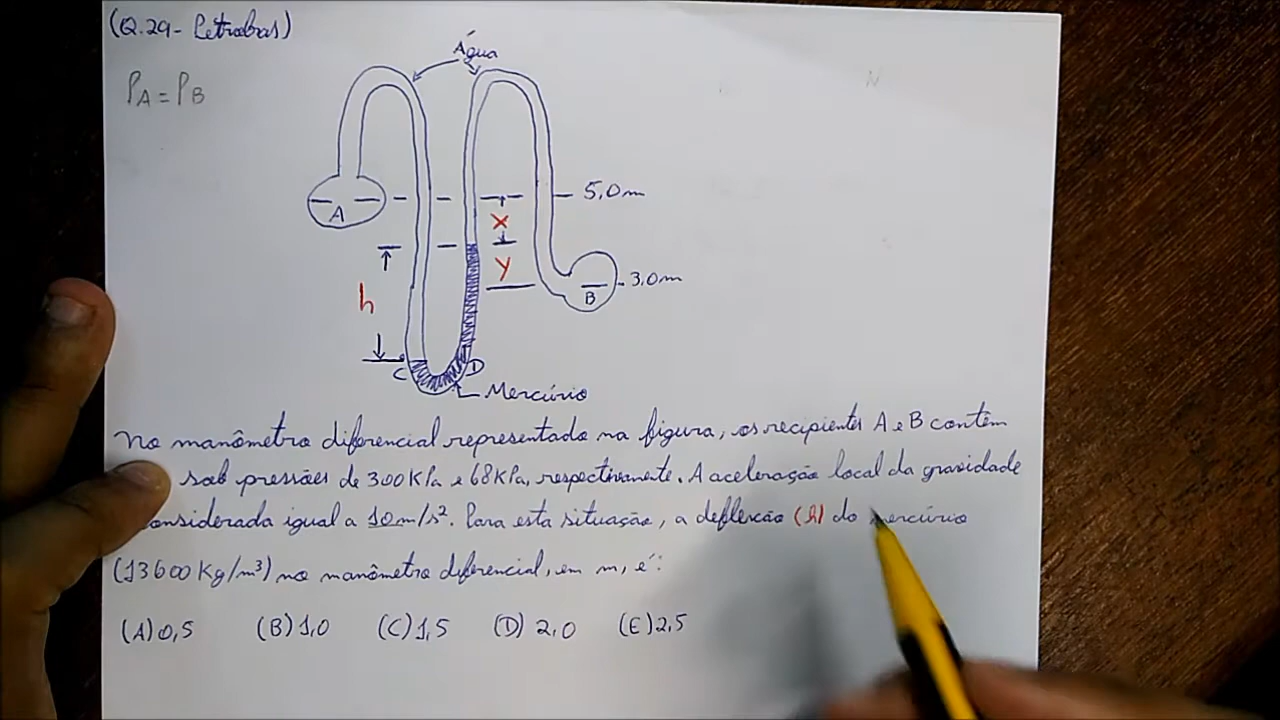 (Q.29 - Petrobras)
Água
PA = PB
5,0m
A
x
y
3,0m
B
h
C
D
Mercúrio
No manômetro diferencial representado na figura, os recipientes A e B contêm
sob pressões de 300KPa e 68KPa, respectivamente. A aceleração local da gravidade
considerada igual a 10m/s². Para esta situação, a deflexão (h) do mercúrio
(13600 Kg/m³) no manômetro diferencial, em m, é:
(A) 0,5 (B) 1,0 (C) 1,5 (D) 2,0 (E) 2,5